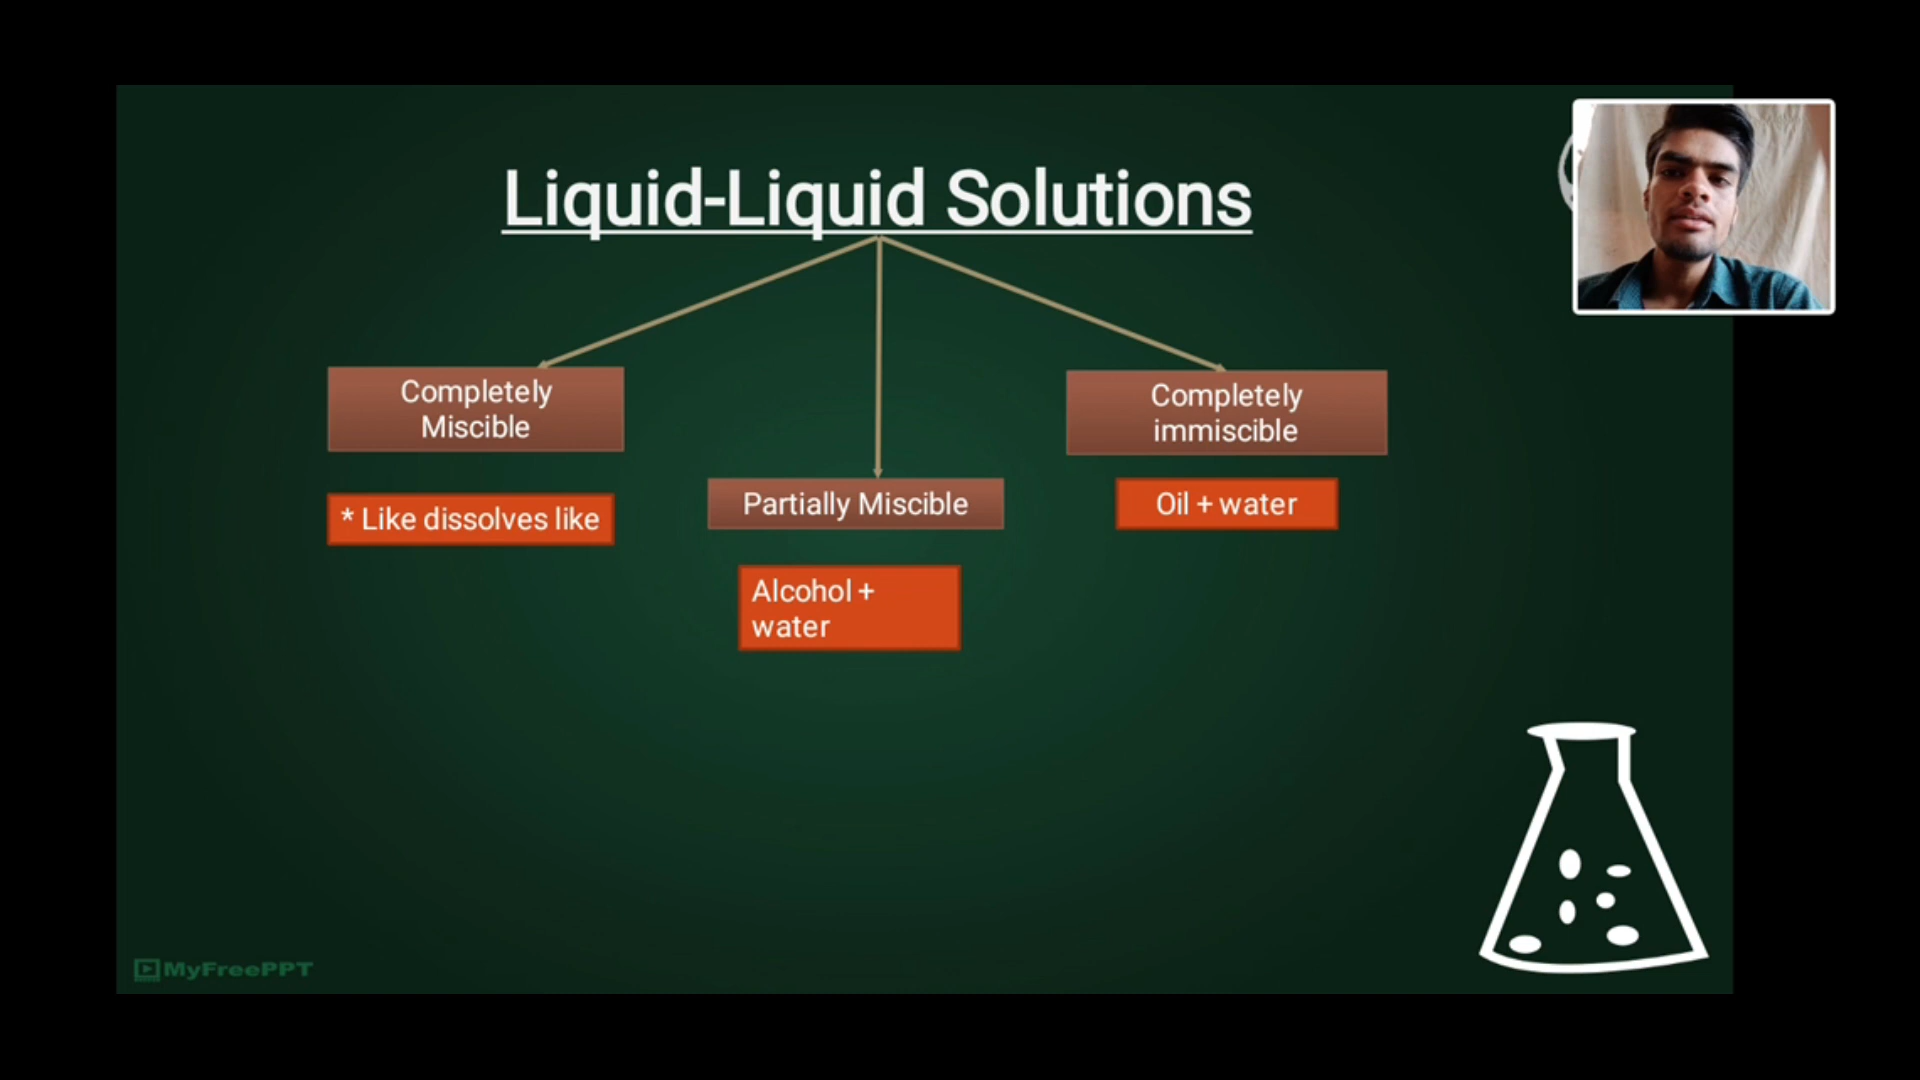 Liquid-Liquid Solutions
Completely
Miscible
* Like dissolves like
Partially Miscible
Alcohol +
water
Completely
immiscible
Oil + water
MyFreePPT